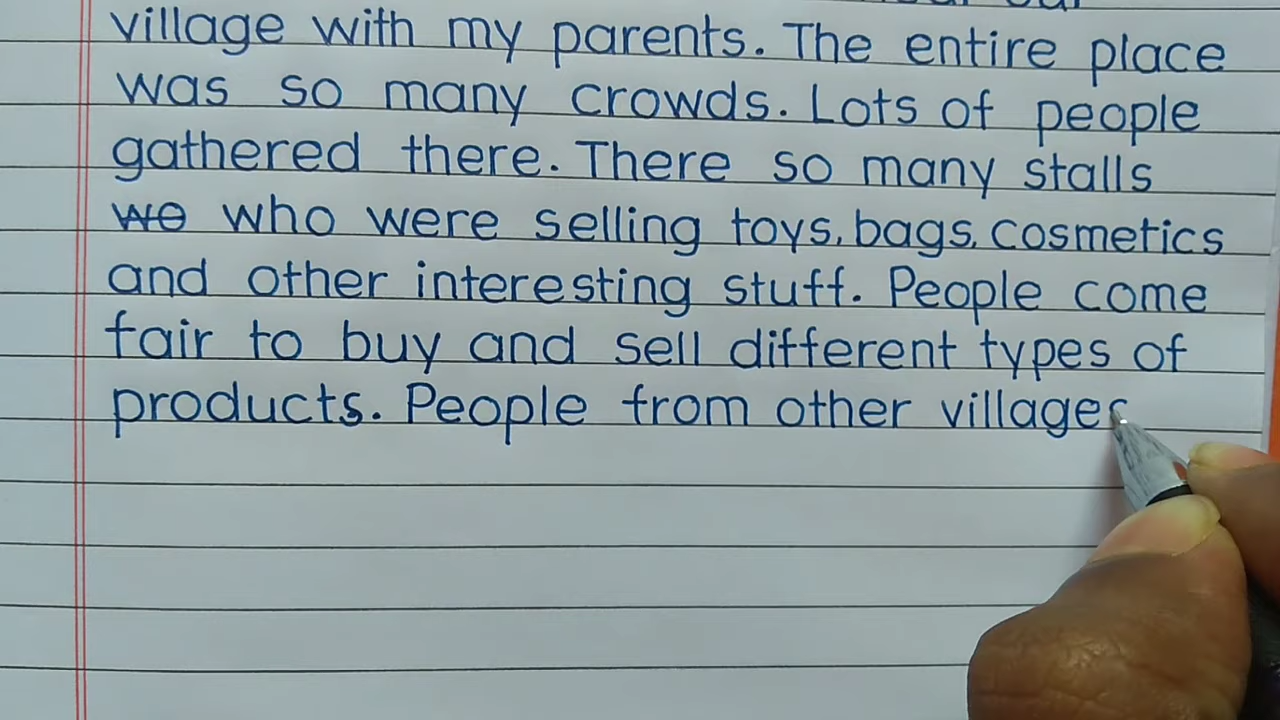 village with my parents. The entire place
was so many crowds. Lots of people
gathered there. There so many stalls
we who were selling toys, bags, cosmetics
and other interesting stuff. People come
fair to buy and sell different types of
products. People from other villages